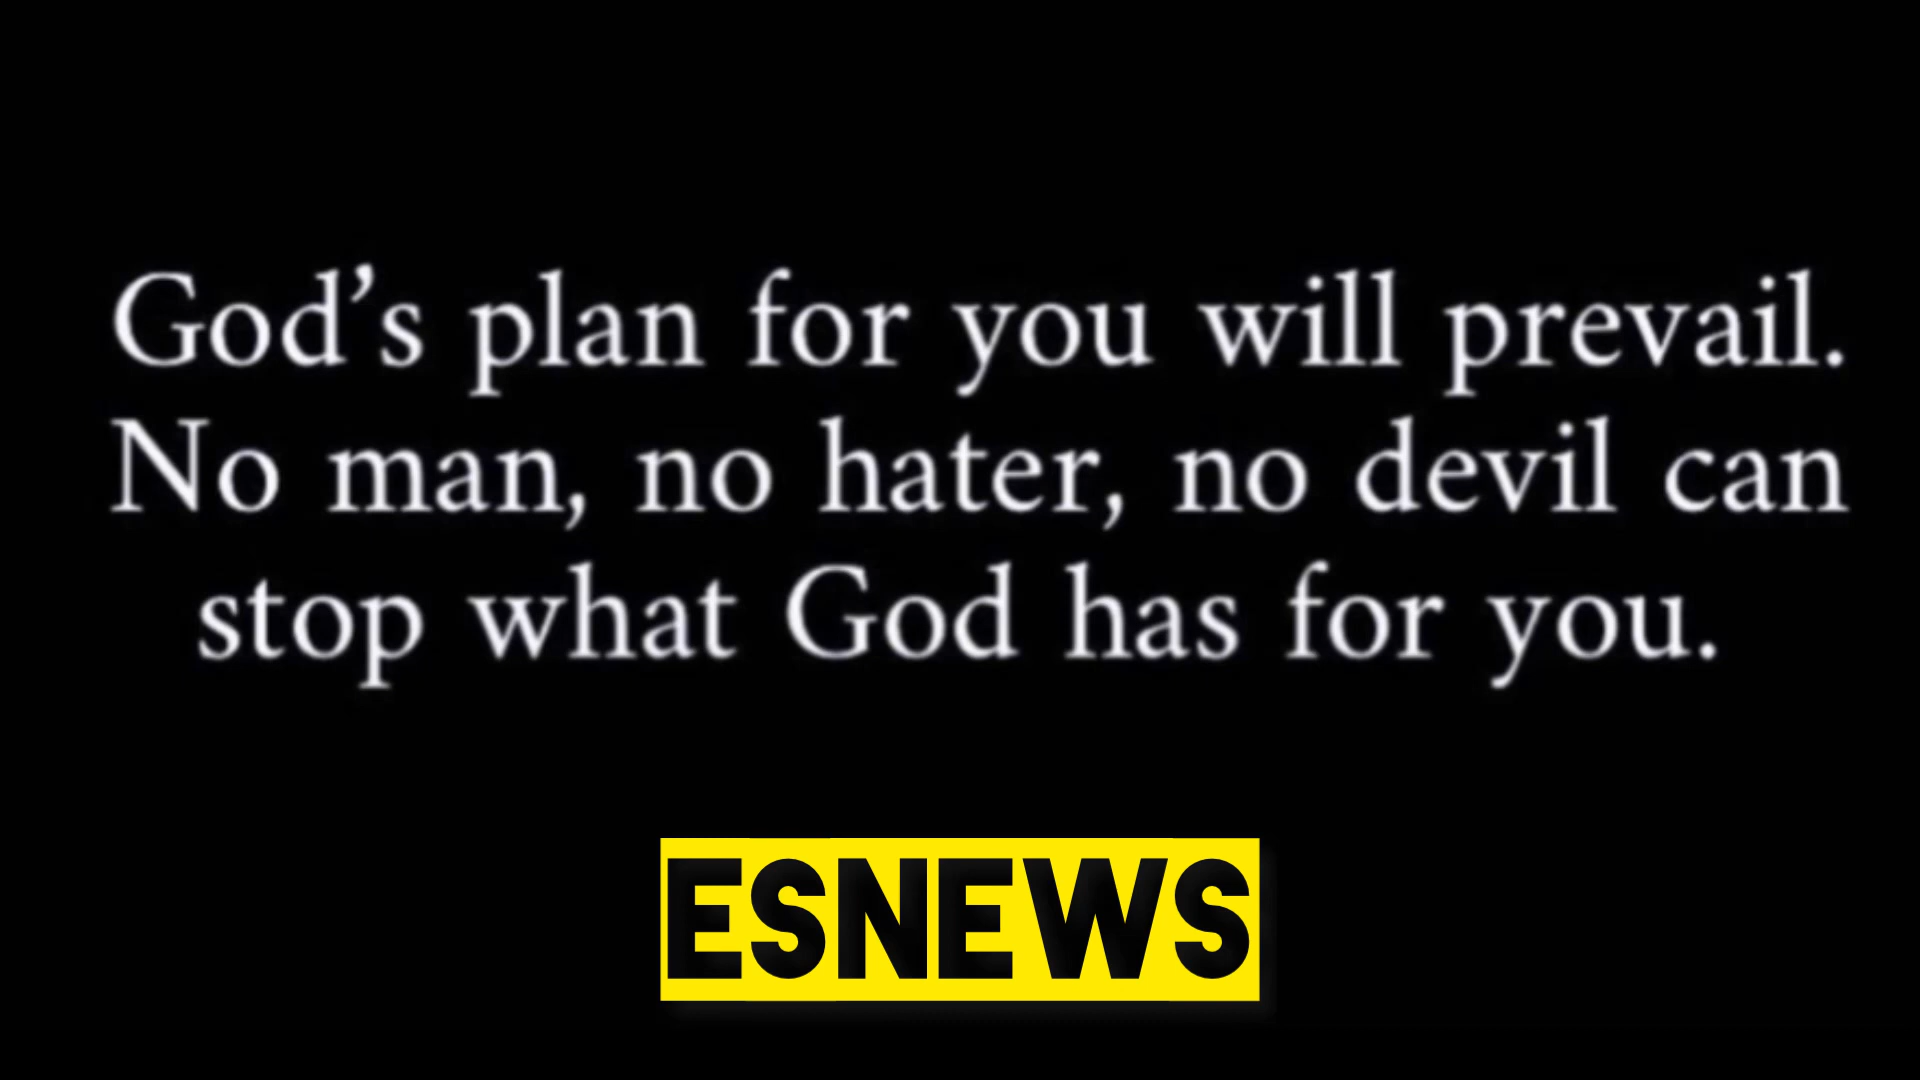 God’s plan for you will prevail.
No man, no hater, no devil can
stop what God has for you.
ESNEWS